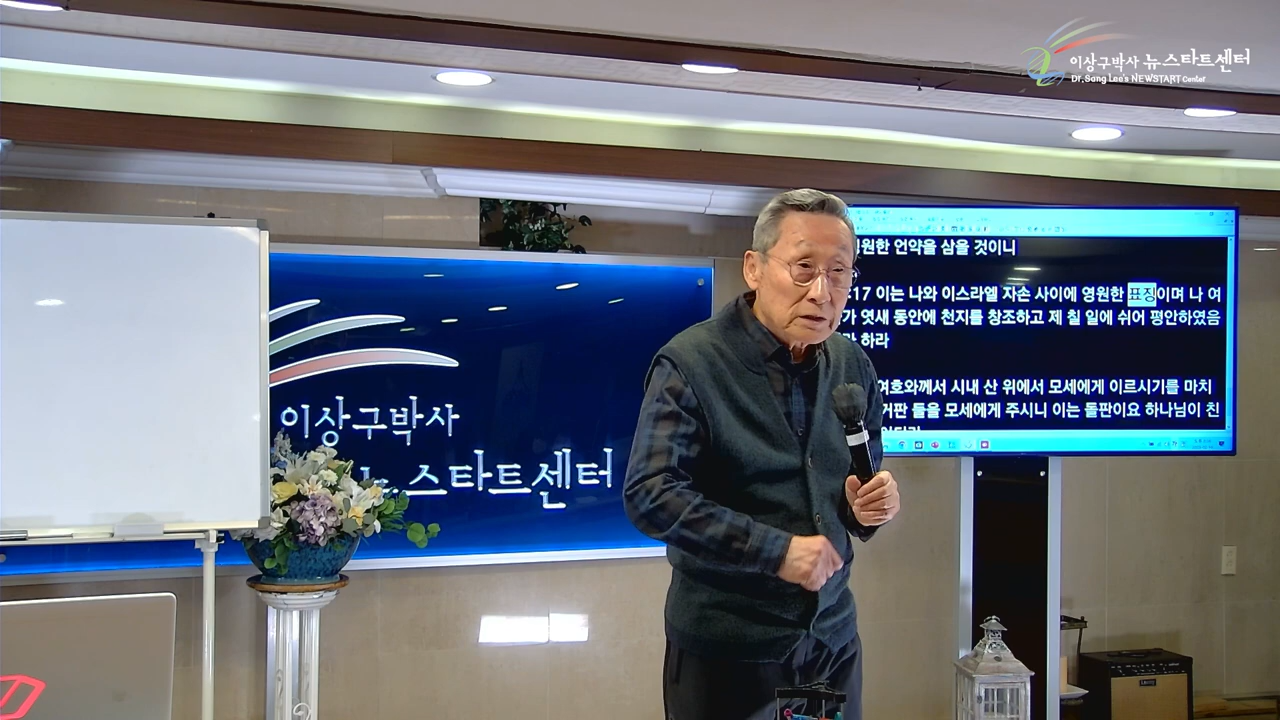 이상구박사 뉴스타트센터
Dr. Sang Lee's NEWSTART Center
이상구박사
스타트센터
원한 언약을 삼을 것이니
:17 이는 나와 이스라엘 자손 사이에 영원한 표징이며 나 여
가 엿새 동안에 천지를 창조하고 제 칠 일에 쉬어 평안하였음
하라
여호와께서 시내 산 위에서 모세에게 이르시기를 마치
거판 들을 모세에게 주시니 이는 돌판이요 하나님이 친